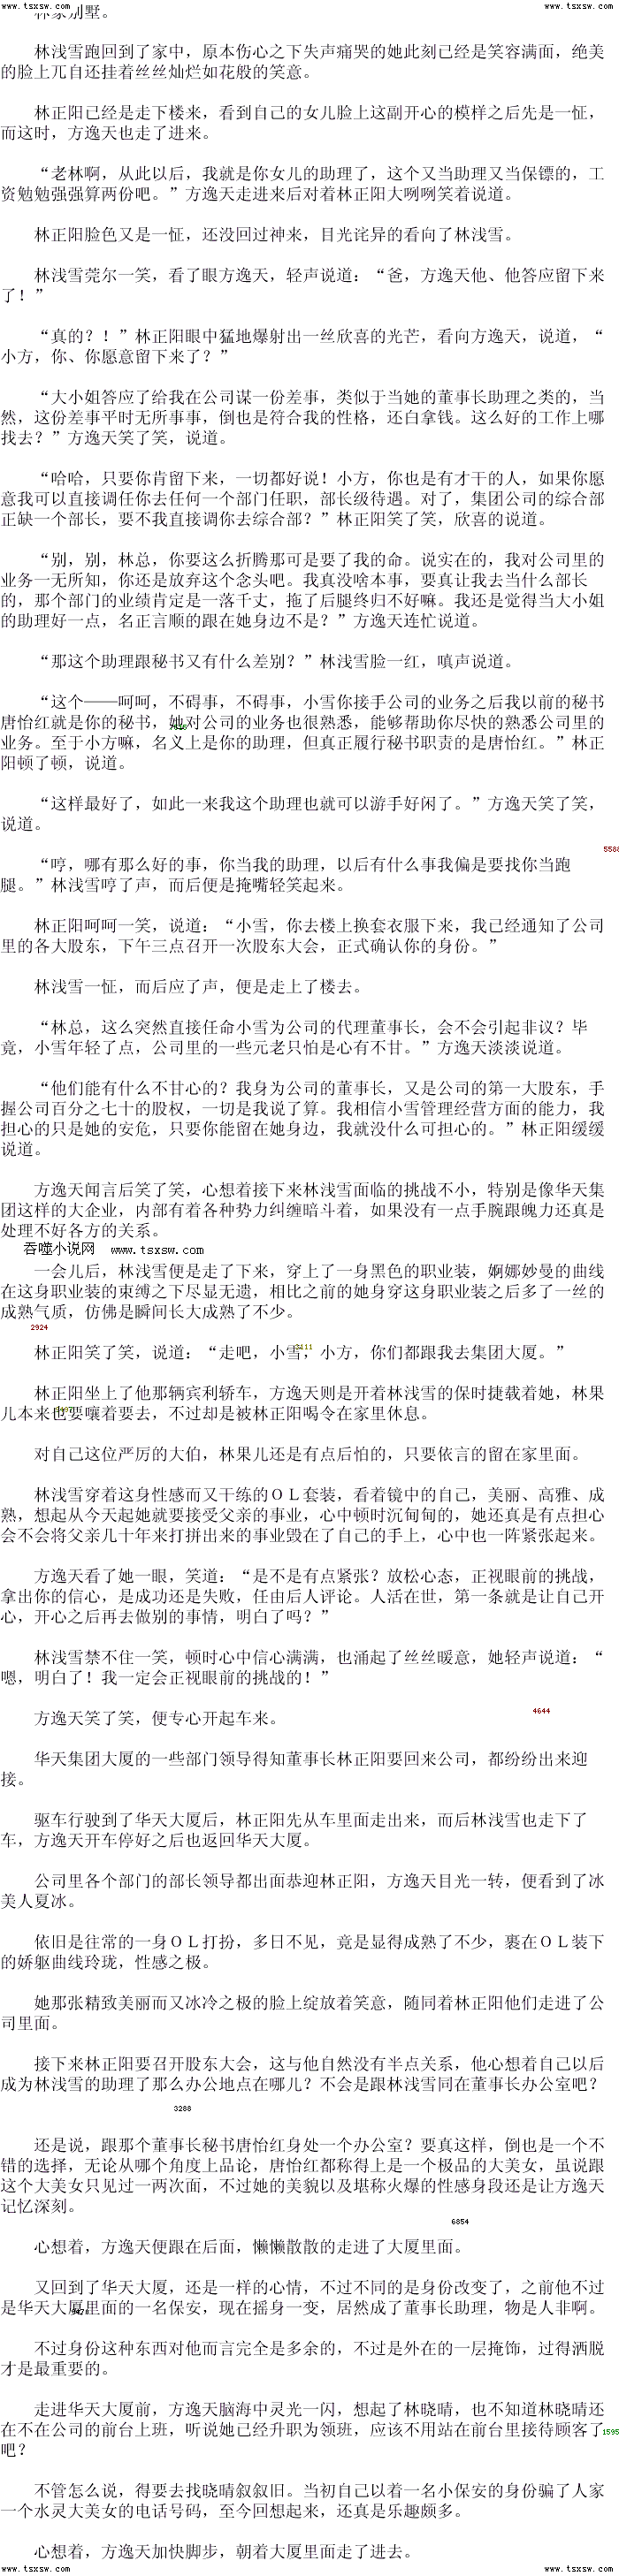 www.tsxsw.com www.tsxsw.com
林家别墅。
林浅雪跑回到了家中，原本伤心之下失声痛哭的她此刻已经是笑容满面，绝美
的脸上兀自还挂着丝丝灿烂如花般的笑意。
林正阳已经是走下楼来，看到自己的女儿脸上这副开心的模样之后先是一怔，
而这时，方逸天也走了进来。
“老林啊，从此以后，我就是你女儿的助理了，这个又当助理又当保镖的，工
资勉勉强强算两份吧。”方逸天走进来后对着林正阳大咧咧笑着说道。
林正阳脸色又是一怔，还没回过神来，目光诧异的看向了林浅雪。
林浅雪莞尔一笑，看了眼方逸天，轻声说道：“爸，方逸天他、他答应留下来
了！”
“真的？！”林正阳眼中猛地爆射出一丝欣喜的光芒，看向方逸天，说道，“
小方，你、你愿意留下来了？”
“大小姐答应了给我在公司谋一份差事，类似于当她的董事长助理之类的，当
然，这份差事平时无所事事，倒也是符合我的性格，还白拿钱。这么好的工作上哪
找去？”方逸天笑了笑，说道。
“哈哈，只要你肯留下来，一切都好说！小方，你也是有才干的人，如果你愿
意我可以直接调任你去任何一个部门任职，部长级待遇。对了，集团公司的综合部
正缺一个部长，要不我直接调你去综合部？”林正阳笑了笑，欣喜的说道。
“别，别，林总，你要这么折腾那可是要了我的命。说实在的，我对公司里的
业务一无所知，你还是放弃这个念头吧。我真没啥本事，要真让我去当什么部长
的，那个部门的业绩肯定是一落千丈，拖了后腿终归不好嘛。我还是觉得当大小姐
的助理好一点，名正言顺的跟在她身边不是？”方逸天连忙说道。
“那这个助理跟秘书又有什么差别？”林浅雪脸一红，嗔声说道。
“这个——呵呵，不碍事，不碍事，小雪你接手公司的业务之后我以前的秘书
唐怡红就是你的秘书，她对公司的业务也很熟悉，能够帮助你尽快的熟悉公司里的
业务。至于小方嘛，名义上是你的助理，但真正履行秘书职责的是唐怡红。”林正
阳顿了顿，说道。
“这样最好了，如此一来我这个助理也就可以游手好闲了。”方逸天笑了笑，
说道。
5588
“哼，哪有那么好的事，你当我的助理，以后有什么事我偏是要找你当跑
腿。”林浅雪哼了声，而后便是掩嘴轻笑起来。
林正阳呵呵一笑，说道：“小雪，你去楼上换套衣服下来，我已经通知了公司
里的各大股东，下午三点召开一次股东大会，正式确认你的身份。”
林浅雪一怔，而后应了声，便是走上了楼去。
“林总，这么突然直接任命小雪为公司的代理董事长，会不会引起非议？毕
竟，小雪年轻了点，公司里的一些元老只怕是心有不甘。”方逸天淡淡说道。
“他们能有什么不甘心的？我身为公司的董事长，又是公司的第一大股东，手
握公司百分之七十的股权，一切是我说了算。我相信小雪管理经营方面的能力，我
担心的只是她的安危，只要你能留在她身边，我就没什么可担心的。”林正阳缓缓
说道。
方逸天闻言后笑了笑，心想着接下来林浅雪面临的挑战不小，特别是像华天集
团这样的大企业，内部有着各种势力纠缠暗斗着，如果没有一点手腕跟魄力还真是
处理不好各方的关系。
吞噬小说网 www.tsxsw.com
一会儿后，林浅雪便是走了下来，穿上了一身黑色的职业装，婀娜妙曼的曲线
在这身职业装的束缚之下尽显无遗，相比之前的她身穿这身职业装之后多了一丝的
成熟气质，仿佛是瞬间长大成熟了不少。
2924
林正阳笑了笑，说道：“走吧，小雪，小方，你们都跟我去集团大厦。”
林正阳坐上了他那辆宾利轿车，方逸天则是开着林浅雪的保时捷载着她，林果
儿本来也要嚷着要去，不过却是被林正阳喝令在家里休息。
对自己这位严厉的大伯，林果儿还是有点后怕的，只要依言的留在家里面。
林浅雪穿着这身性感而又干练的ＯＬ套装，看着镜中的自己，美丽、高雅、成
熟，想起从今天起她就要接受父亲的事业，心中顿时沉甸甸的，她还真是有点担心
会不会将父亲几十年来打拼出来的事业毁在了自己的手上，心中也一阵紧张起来。
方逸天看了她一眼，笑道：“是不是有点紧张？放松心态，正视眼前的挑战，
拿出你的信心，是成功还是失败，任由后人评论。人活在世，第一条就是让自己开
心，开心之后再去做别的事情，明白了吗？”
林浅雪禁不住一笑，顿时心中信心满满，也涌起了丝丝暖意，她轻声说道：“
嗯，明白了！我一定会正视眼前的挑战的！”
4644
方逸天笑了笑，便专心开起车来。
华天集团大厦的一些部门领导得知董事长林正阳要回来公司，都纷纷出来迎
接。
驱车行驶到了华天大厦后，林正阳先从车里面走出来，而后林浅雪也走下了
车，方逸天开车停好之后也返回华天大厦。
公司里各个部门的部长领导都出面恭迎林正阳，方逸天目光一转，便看到了冰
美人夏冰。
依旧是往常的一身ＯＬ打扮，多日不见，竟是显得成熟了不少，裹在ＯＬ装下
的娇躯曲线玲珑，性感之极。
她那张精致美丽而又冰冷之极的脸上绽放着笑意，随同着林正阳他们走进了公
司里面。
接下来林正阳要召开股东大会，这与他自然没有半点关系，他心想着自己以后
成为林浅雪的助理了那么办公地点在哪儿？不会是跟林浅雪同在董事长办公室吧？
3288
还是说，跟那个董事长秘书唐怡红身处一个办公室？要真这样，倒也是一个不
错的选择，无论从哪个角度上品论，唐怡红都称得上是一个极品的大美女，虽说跟
这个大美女只见过一两次面，不过她的美貌以及堪称火爆的性感身段还是让方逸天
记忆深刻。
6854
心想着，方逸天便跟在后面，懒懒散散的走进了大厦里面。
又回到了华天大厦，还是一样的心情，不过不同的是身份改变了，之前他不过
是华天大厦里面的一名保安，现在摇身一变，居然成了董事长助理，物是人非啊。
不过身份这种东西对他而言完全是多余的，不过是外在的一层掩饰，过得洒脱
才是最重要的。
走进华天大厦前，方逸天脑海中灵光一闪，想起了林晓晴，也不知道林晓晴还
在不在公司的前台上班，听说她已经升职为领班，应该不用站在前台里接待顾客了
1595
吧？
不管怎么说，得要去找晓晴叙叙旧。当初自己以着一名小保安的身份骗了人家
一个水灵大美女的电话号码，至今回想起来，还真是乐趣颇多。
心想着，方逸天加快脚步，朝着大厦里面走了进去。
www.tsxsw.com www.tsxsw.com